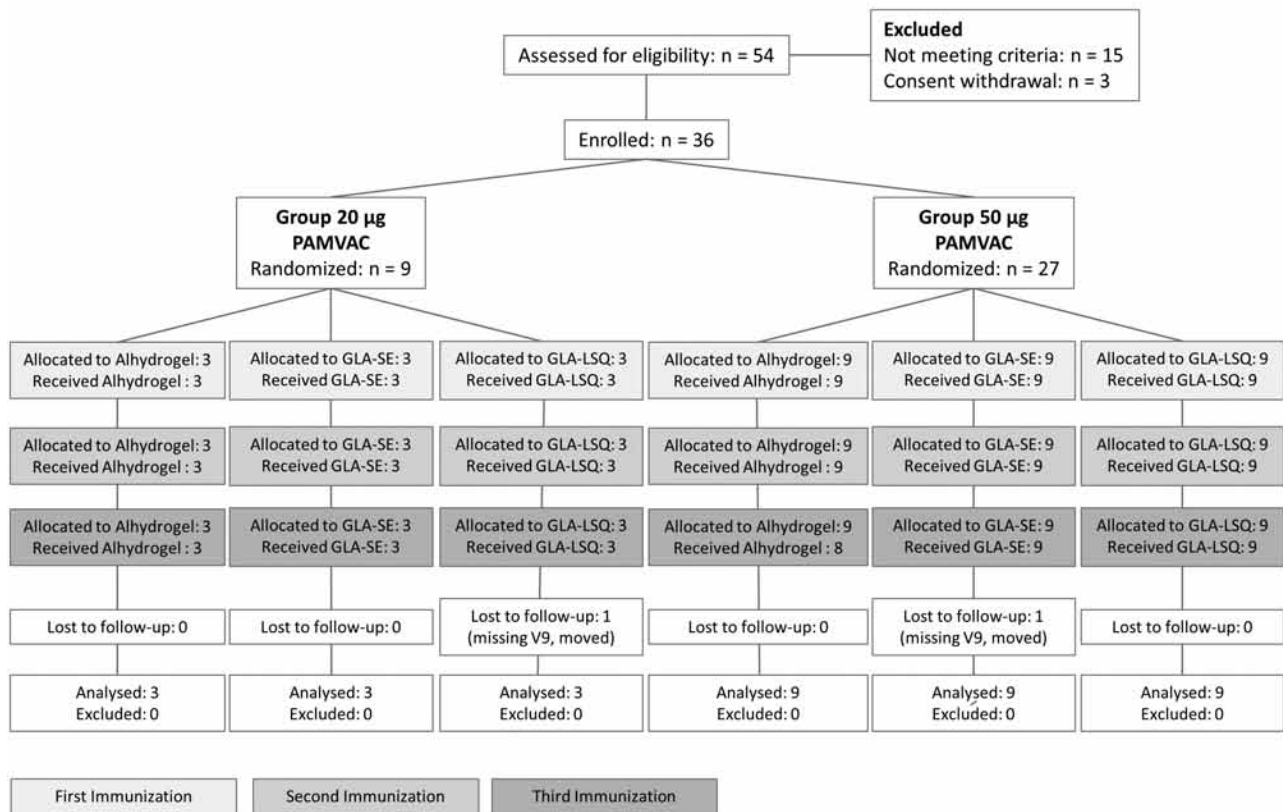 Assessed for eligibility: n = 54
Excluded
Not meeting criteria: n = 15
Consent withdrawal: n = 3
Enrolled: n = 36
Group 20 µg
PAMVAC
Randomized: n = 9
Group 50 µg
PAMVAC
Randomized: n = 27
Allocated to Alhydrogel: 3
Received Alhydrogel : 3
Allocated to GLA-SE: 3
Received GLA-SE: 3
Allocated to GLA-LSQ: 3
Received GLA-LSQ: 3
Allocated to Alhydrogel: 9
Received Alhydrogel : 9
Allocated to GLA-SE: 9
Received GLA-SE: 9
Allocated to GLA-LSQ: 9
Received GLA-LSQ: 9
Allocated to Alhydrogel: 3
Received Alhydrogel : 3
Allocated to GLA-SE: 3
Received GLA-SE: 3
Allocated to GLA-LSQ: 3
Received GLA-LSQ: 3
Allocated to Alhydrogel: 9
Received Alhydrogel : 9
Allocated to GLA-SE: 9
Received GLA-SE: 9
Allocated to GLA-LSQ: 9
Received GLA-LSQ: 9
Allocated to Alhydrogel: 3
Received Alhydrogel : 3
Allocated to GLA-SE: 3
Received GLA-SE: 3
Allocated to GLA-LSQ: 3
Received GLA-LSQ: 3
Allocated to Alhydrogel: 9
Received Alhydrogel : 8
Allocated to GLA-SE: 9
Received GLA-SE: 9
Allocated to GLA-LSQ: 9
Received GLA-LSQ: 9
Lost to follow-up: 0
Lost to follow-up: 0
Lost to follow-up: 1
(missing V9, moved)
Lost to follow-up: 0
Lost to follow-up: 1
(missing V9, moved)
Lost to follow-up: 0
Analysed: 3
Excluded: 0
Analysed: 3
Excluded: 0
Analysed: 3
Excluded: 0
Analysed: 9
Excluded: 0
Analysed: 9
Excluded: 0
Analysed: 9
Excluded: 0
First Immunization
Second Immunization
Third Immunization